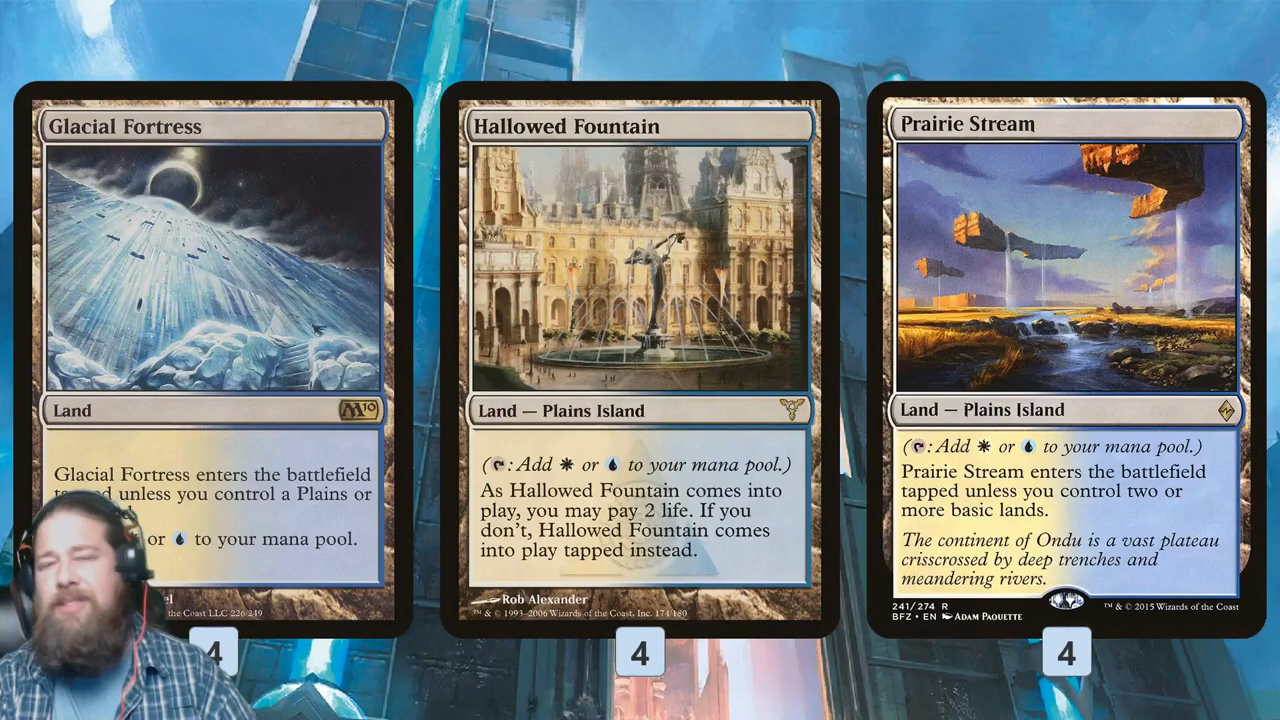 Glacial Fortress
Land
M10
Glacial Fortress enters the battlefield
unless you control a Plains or
or to your mana pool.)
the Coast LLC 226/249
4
Hallowed Fountain
Land — Plains Island
( : Add or to your mana pool.)
As Hallowed Fountain comes into
play, you may pay 2 life. If you
don't, Hallowed Fountain comes
into play tapped instead.
Rob Alexander
™ & © 1993–2006 Wizards of the Coast, Inc. 174/180
4
Prairie Stream
Land — Plains Island
( : Add or to your mana pool.)
Prairie Stream enters the battlefield
tapped unless you control two or
more basic lands.
The continent of Ondu is a vast plateau
crisscrossed by deep trenches and
meandering rivers.
241/274 R
BFZ • EN Adam Paquette
™ & © 2015 Wizards of the Coast
4